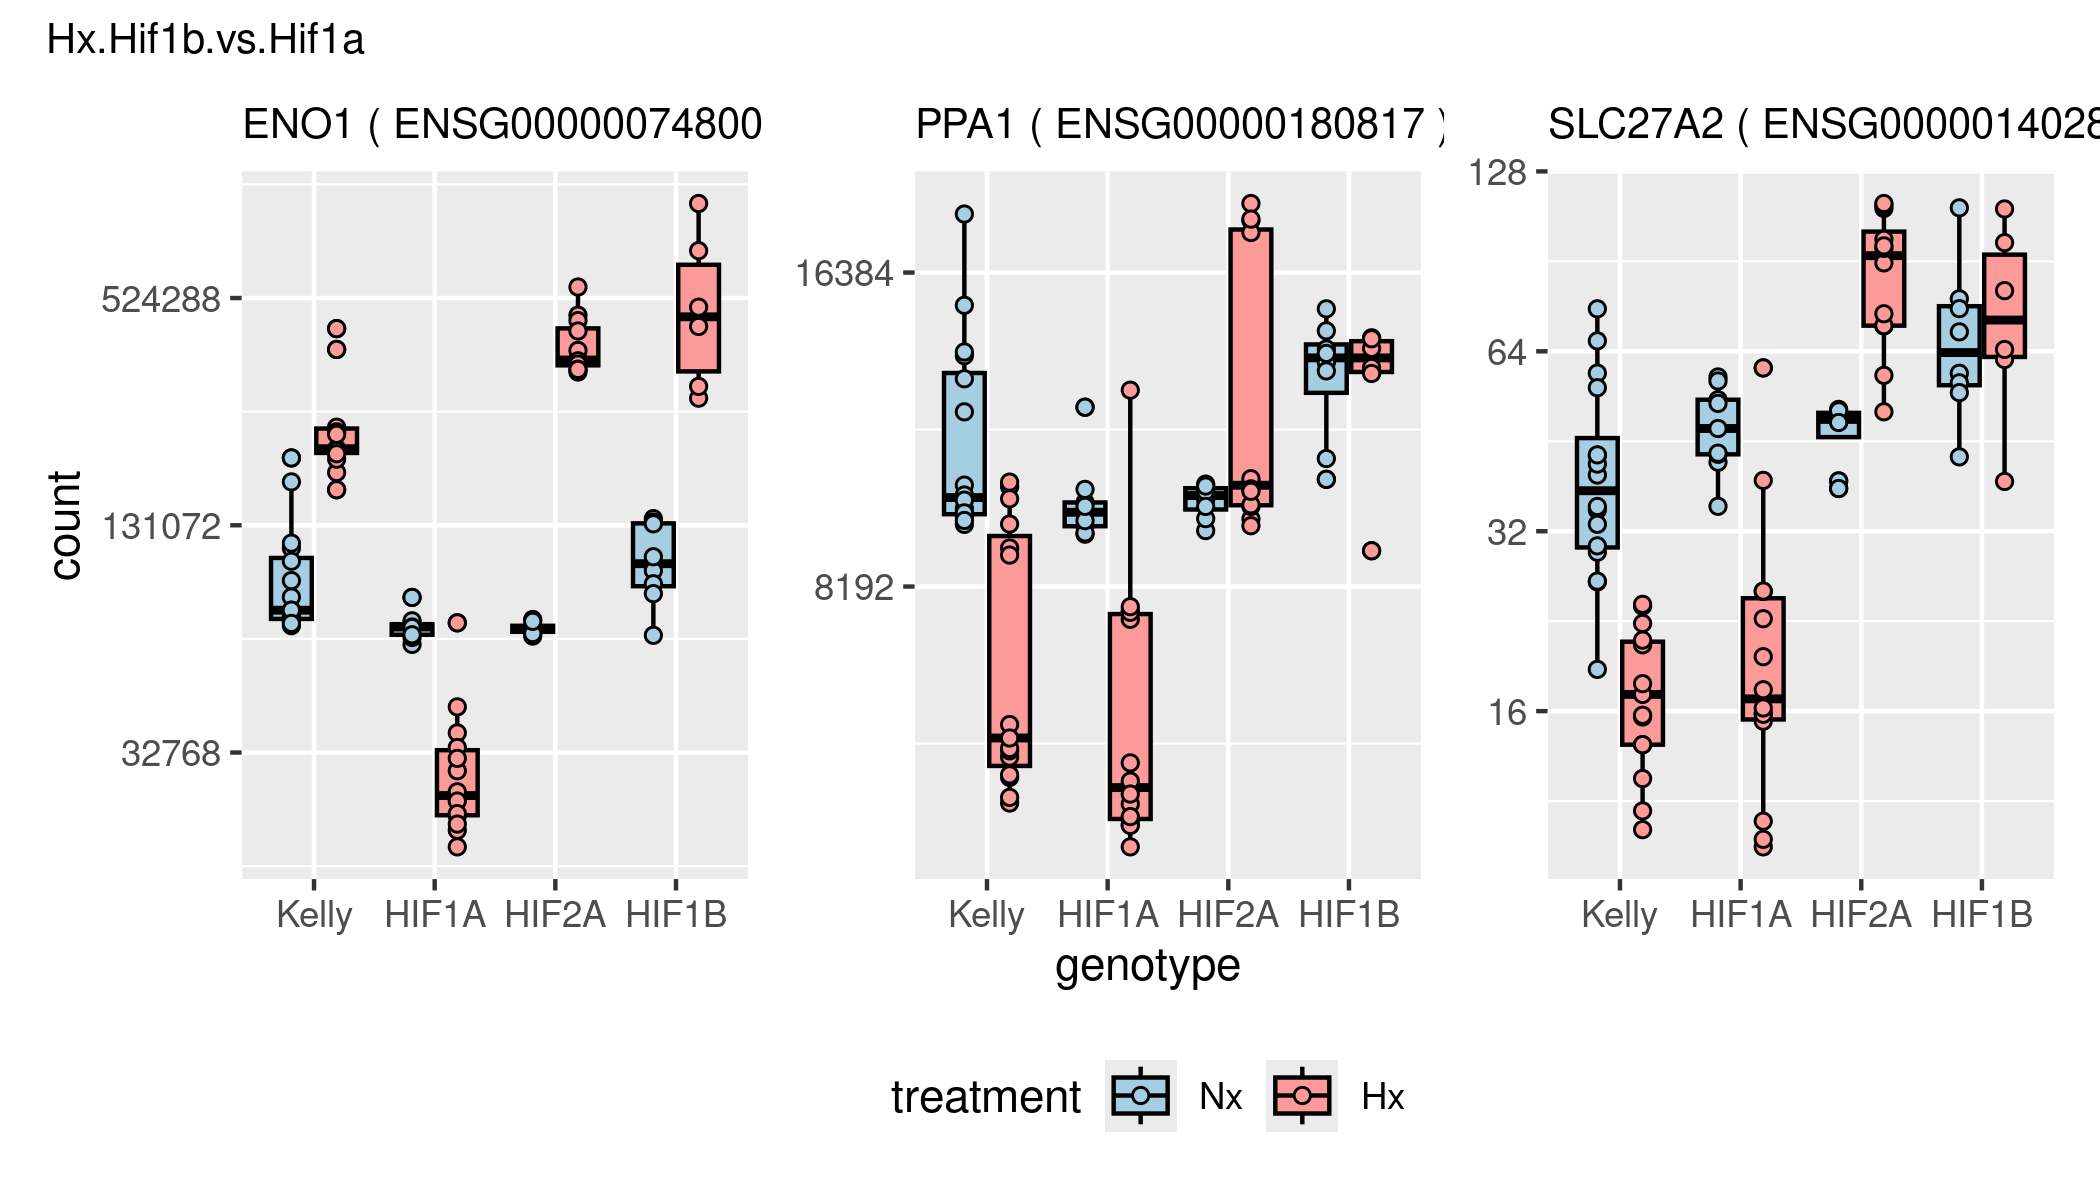 Hx.Hif1b.vs.Hif1a
ENO1 ( ENSG00000074800
PPA1 ( ENSG00000180817 )
SLC27A2 ( ENSG0000014028
count
524288
131072
32768
Kelly HIF1A HIF2A HIF1B
16384
8192
Kelly HIF1A HIF2A HIF1B
128
64
32
16
Kelly HIF1A HIF2A HIF1B
genotype
treatment Nx Hx